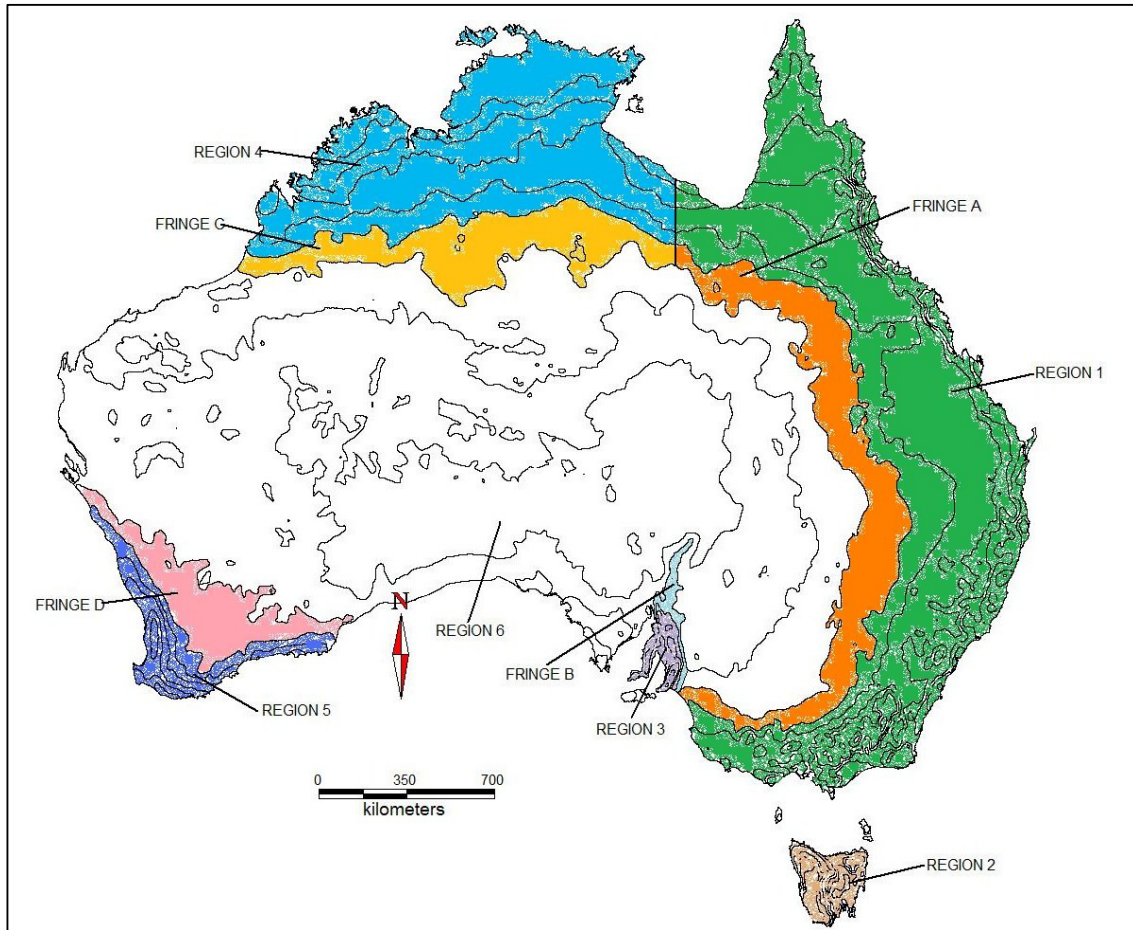 REGION 4
FRINGE A
FRINGE C
REGION 1
FRINGE D
N
REGION 6
FRINGE B
REGION 5
REGION 3
0 350 700
kilometers
REGION 2